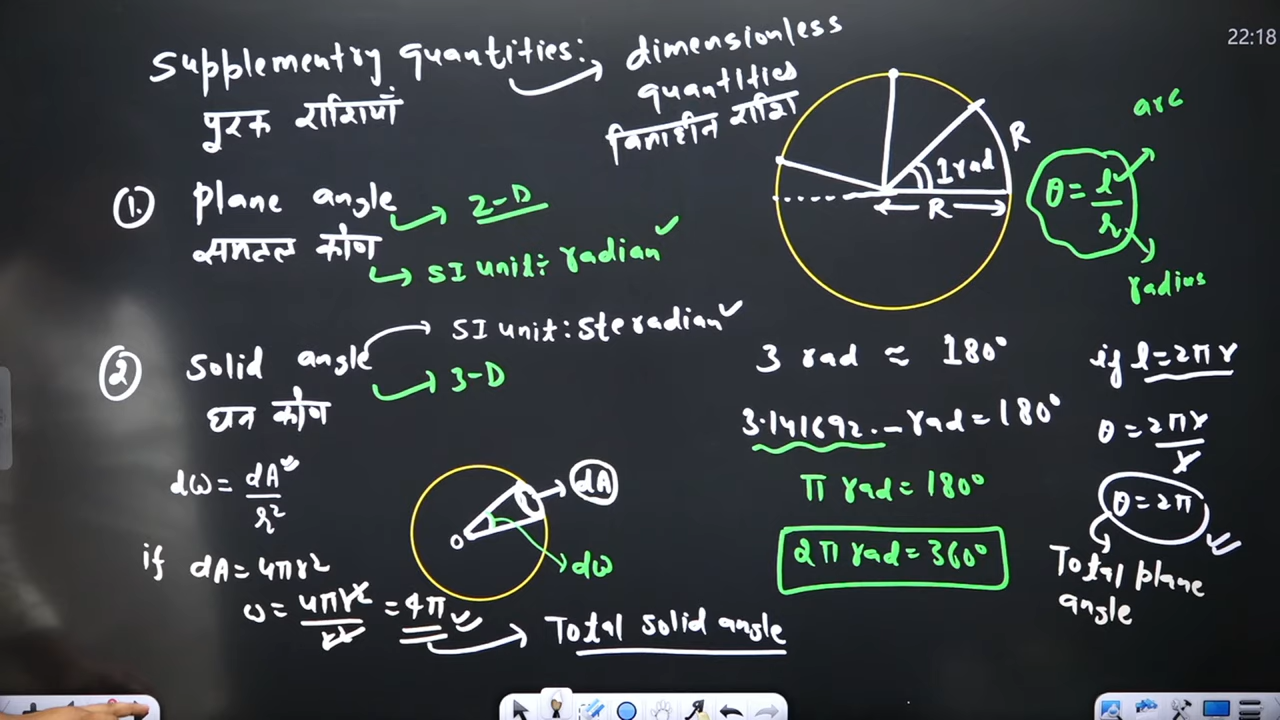 22:18
Supplementry quantities: → dimensionless
quantities
पुरक राशियाँ
विमाहीन राशि
① Plane angle → 2-D
समतल कोण
→ SI unit: radian ✓
→ SI unit: Steradian ✓
② Solid angle
→ 3-D
घन कोण
dω = dA/r²
if dA = 4πr²
ω = 4πr²/r² = 4π
→ Total solid angle
O
dA
dω
1 rad
R
R
arc
θ = l/r
radius
3 rad ≈ 180°
3.141692... rad = 180°
π rad = 180°
2π rad = 360°
if l = 2πr
θ = 2πr/r
θ = 2π
Total plane
angle